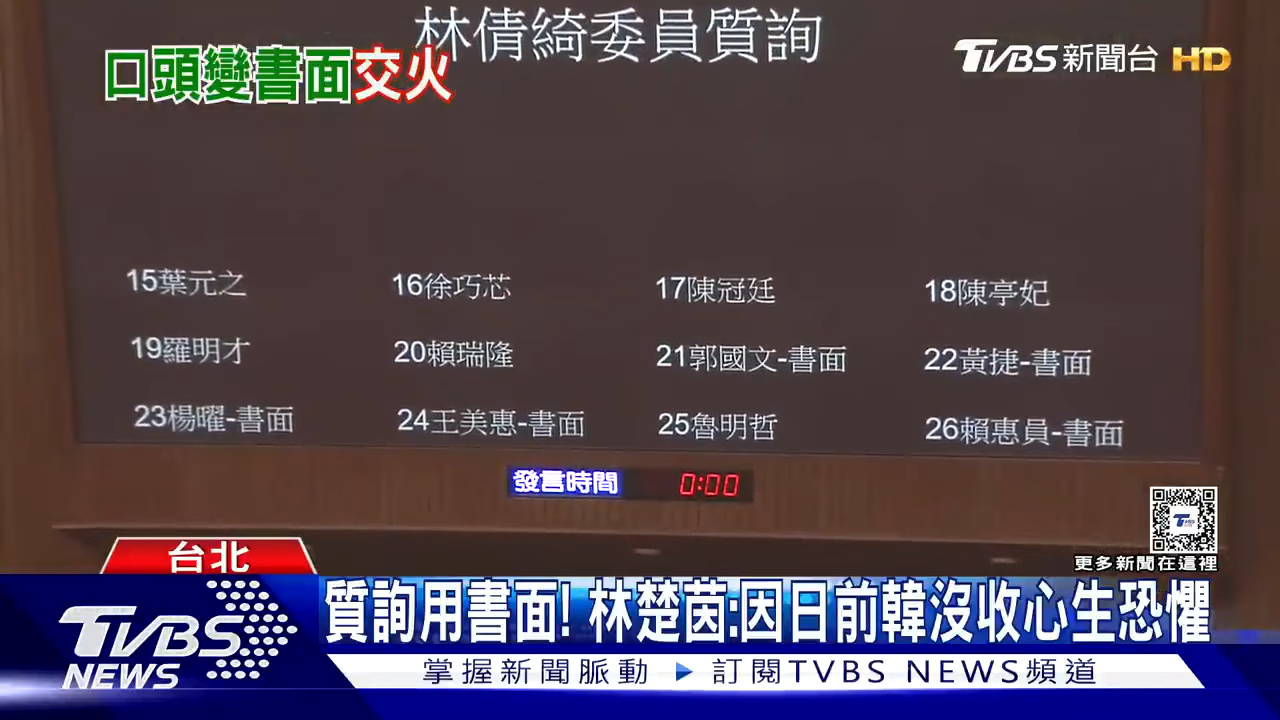 林倩綺委員質詢
口頭變書面交火
TVBS新聞台 HD
15葉元之 16徐巧芯 17陳冠廷 18陳亭妃
19羅明才 20賴瑞隆 21郭國文-書面 22黃捷-書面
23楊曜-書面 24王美惠-書面 25魯明哲 26賴惠員-書面
發言時間 0:00
TVBS
更多新聞在這裡
台北
質詢用書面! 林楚茵:因日前韓沒收心生恐懼
TVBS NEWS
掌握新聞脈動 ▶ 訂閱TVBS NEWS頻道